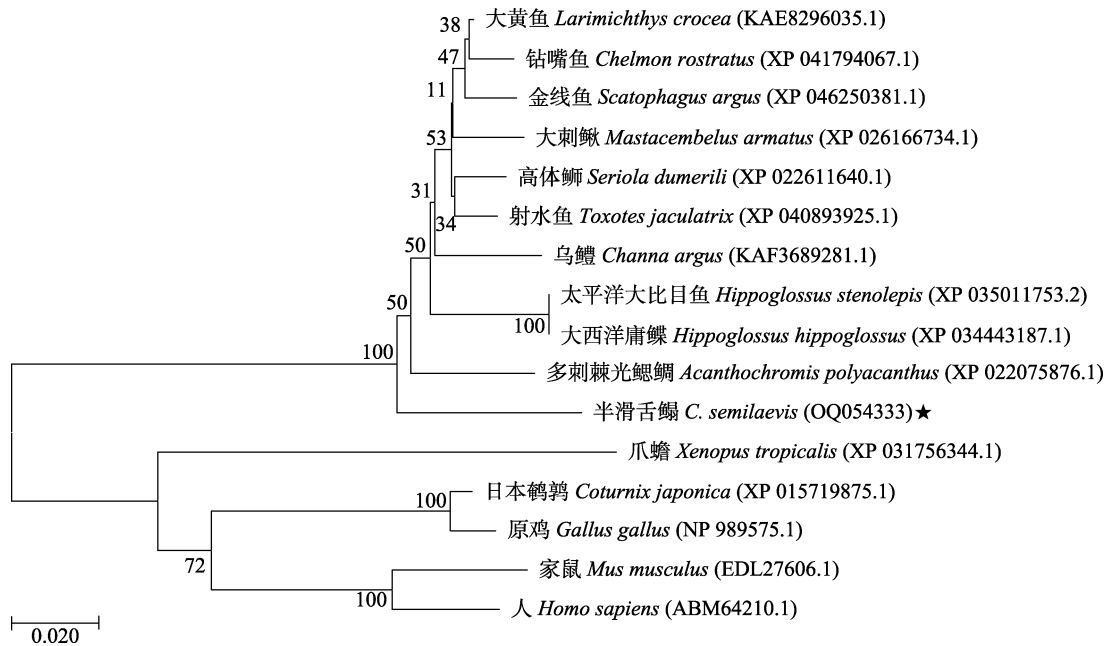 38
大黄鱼 Larimichthys crocea (KAE8296035.1)
47
钻嘴鱼 Chelmon rostratus (XP 041794067.1)
11
金线鱼 Scatophagus argus (XP 046250381.1)
53
大刺鳅 Mastacembelus armatus (XP 026166734.1)
高体鰤 Seriola dumerili (XP 022611640.1)
31
射水鱼 Toxotes jaculatrix (XP 040893925.1)
34
50
乌鳢 Channa argus (KAF3689281.1)
太平洋大比目鱼 Hippoglossus stenolepis (XP 035011753.2)
50
100
大西洋庸鲽 Hippoglossus hippoglossus (XP 034443187.1)
100
多刺棘光鳃鲷 Acanthochromis polyacanthus (XP 022075876.1)
半滑舌鳎 C. semilaevis (OQ054333)★
爪蟾 Xenopus tropicalis (XP 031756344.1)
100
日本鹌鹑 Coturnix japonica (XP 015719875.1)
原鸡 Gallus gallus (NP 989575.1)
72
家鼠 Mus musculus (EDL27606.1)
100
人 Homo sapiens (ABM64210.1)
0.020